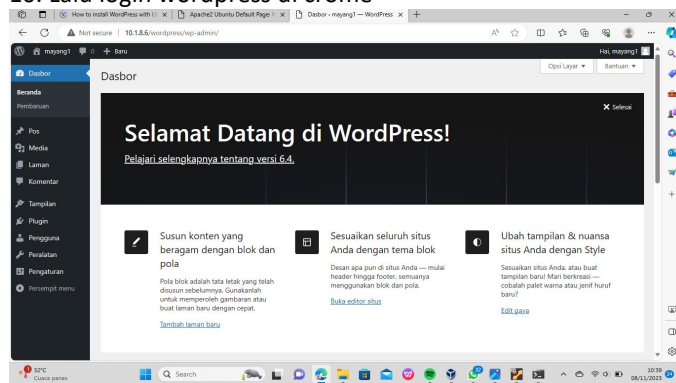 20. Lalu login wordpress di crome
How to install WordPress with U
Apache2 Ubuntu Default Page: I
Dasbor ‹ mayang1 — WordPress
Not secure
10.1.8.6/wordpress/wp-admin/
mayang1
0
+ Baru
Hai, mayang1
Dasbor
Beranda
Pembaruan
Pos
Media
Laman
Komentar
Tampilan
Plugin
Pengguna
Peralatan
Pengaturan
Persempit menu
Dasbor
Opsi Layar
Bantuan
Selesai
Selamat Datang di WordPress!
Pelajari selengkapnya tentang versi 6.4.
Susun konten yang
beragam dengan blok dan
pola
Pola blok adalah tata letak yang telah
disusun sebelumnya. Gunakanlah
untuk memperoleh gambaran atau
buat laman baru dengan cepat.
Tambah laman baru
Sesuaikan seluruh situs
Anda dengan tema blok
Desan apa pun di situs Anda — mulai
header hingga footer, semuanya
menggunakan blok dan pola.
Buka editor situs
Ubah tampilan & nuansa
situs Anda dengan Style
Sesuaikan situs Anda, atau buat
tampilan baru! Mari berkreasi —
cobalah palet warna atau jenif huruf
baru?
Edit gaya
32°C
Cuaca panas
Search
10:39
08/11/2023